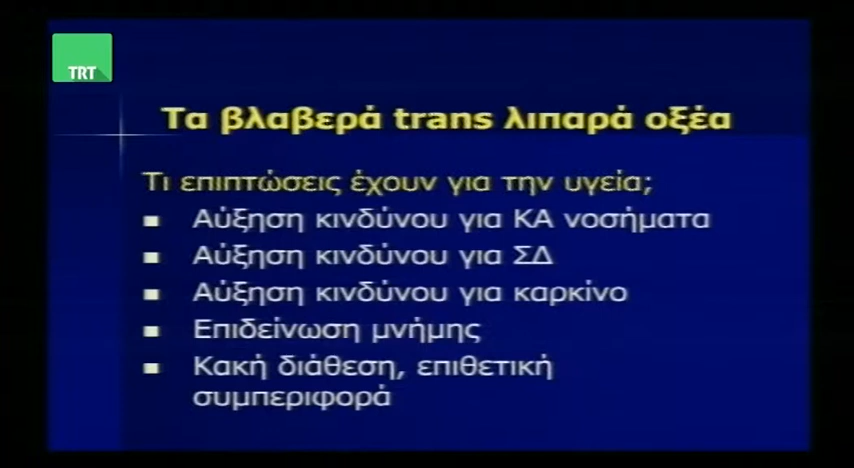 TRT
Τα βλαβερά trans λιπαρά οξέα
Τι επιπτώσεις έχουν για την υγεία;
Αύξηση κινδύνου για ΚΑ νοσήματα
Αύξηση κινδύνου για ΣΔ
Αύξηση κινδύνου για καρκίνο
Επιδείνωση μνήμης
Κακή διάθεση, επιθετική
συμπεριφορά